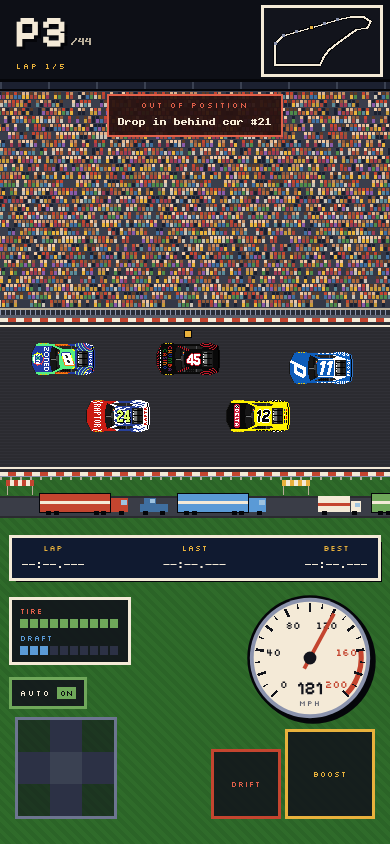 P3 /44
LAP 1/5
OUT OF POSITION
Drop in behind car #21
45
11
12
LAP LAST BEST
--:--.--- --:--.--- --:--.---
TIRE
DRAFT
AUTO ON
0 40 80 120 160 200
181
MPH
DRIFT
BOOST